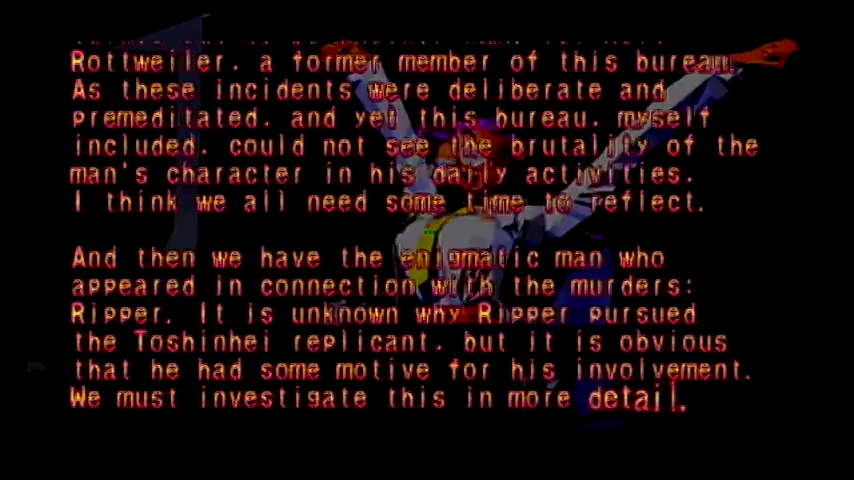 Rottweiler, a former member of this bureau.
As these incidents were deliberate and
premeditated, and yet this bureau, myself
included, could not see the brutality of the
man's character in his daily activities.
I think we all need some time to reflect.
And then we have the enigmatic man who
appeared in connection with the murders:
Ripper. It is unknown why Ripper pursued
the Toshinhei replicant, but it is obvious
that he had some motive for his involvement.
We must investigate this in more detail.